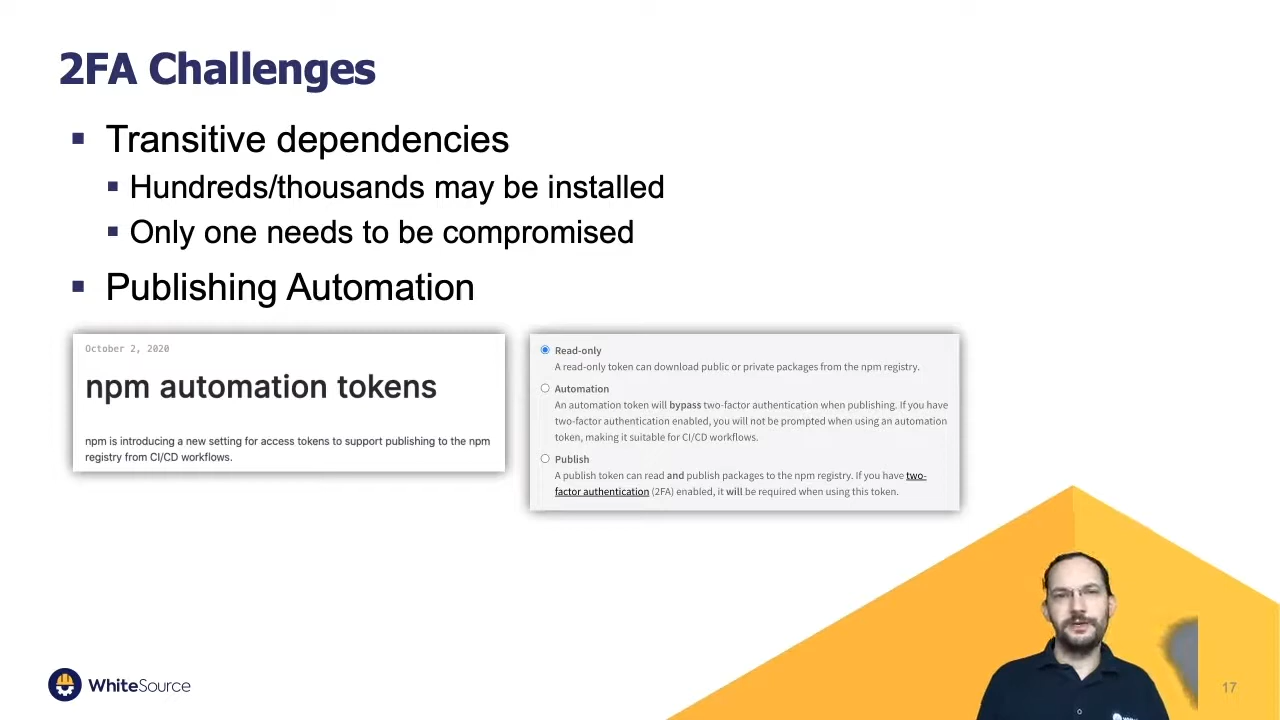 2FA Challenges
Transitive dependencies
Hundreds/thousands may be installed
Only one needs to be compromised
Publishing Automation
October 2, 2020
npm automation tokens
npm is introducing a new setting for access tokens to support publishing to the npm
registry from CI/CD workflows.
Read-only
A read-only token can download public or private packages from the npm registry.
Automation
An automation token will bypass two-factor authentication when publishing. If you have
two-factor authentication enabled, you will not be prompted when using an automation
token, making it suitable for CI/CD workflows.
Publish
A publish token can read and publish packages to the npm registry. If you have two-
factor authentication (2FA) enabled, it will be required when using this token.
WhiteSource
17